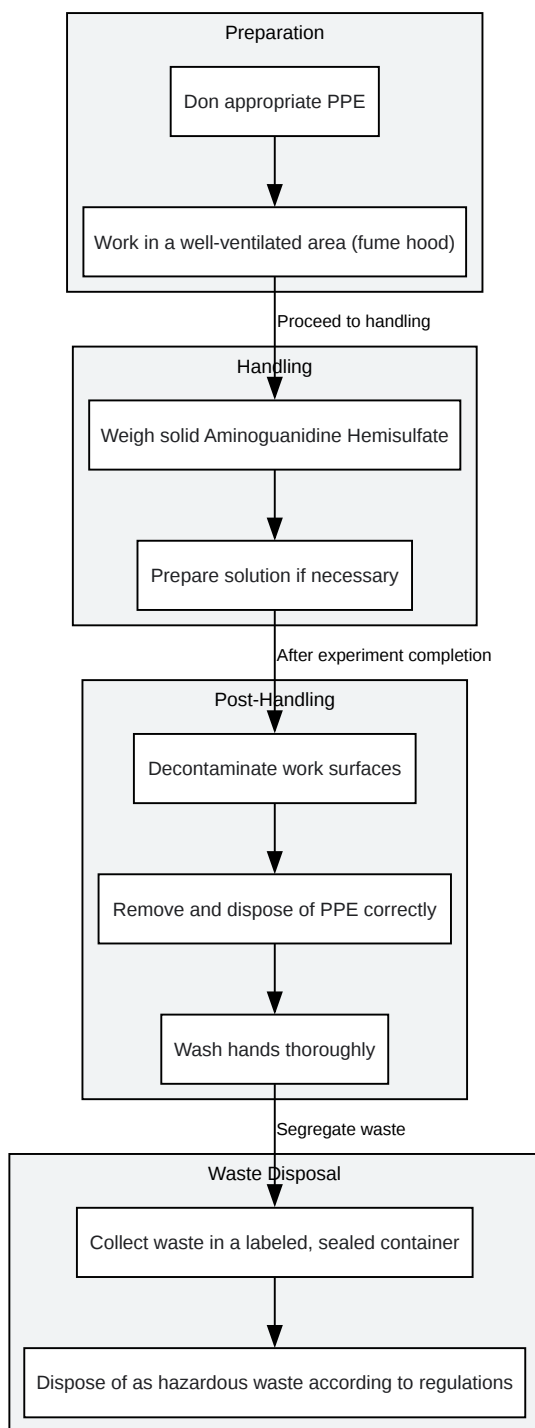 Preparation
Don appropriate PPE
Work in a well-ventilated area (fume hood)
Proceed to handling
Handling
Weigh solid Aminoguanidine Hemisulfate
Prepare solution if necessary
After experiment completion
Post-Handling
Decontaminate work surfaces
Remove and dispose of PPE correctly
Wash hands thoroughly
Segregate waste
Waste Disposal
Collect waste in a labeled, sealed container
Dispose of as hazardous waste according to regulations